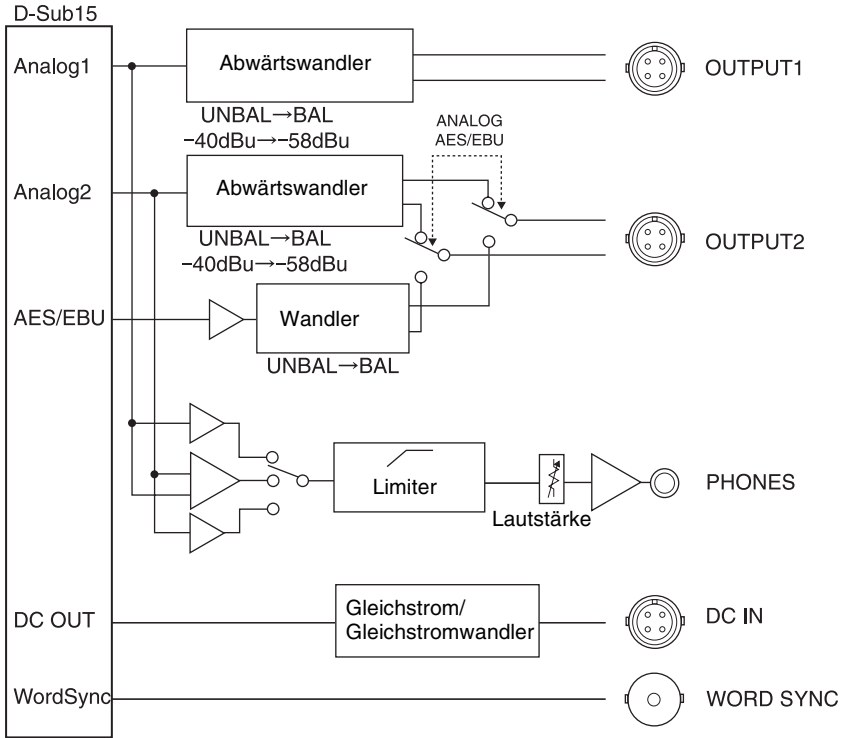 D-Sub15
Analog1
Abwärtswandler
OUTPUT1
UNBAL→BAL
−40dBu→−58dBu
ANALOG
AES/EBU
Analog2
Abwärtswandler
OUTPUT2
UNBAL→BAL
−40dBu→−58dBu
AES/EBU
Wandler
UNBAL→BAL
Limiter
Lautstärke
PHONES
DC OUT
Gleichstrom/
Gleichstromwandler
DC IN
WordSync
WORD SYNC